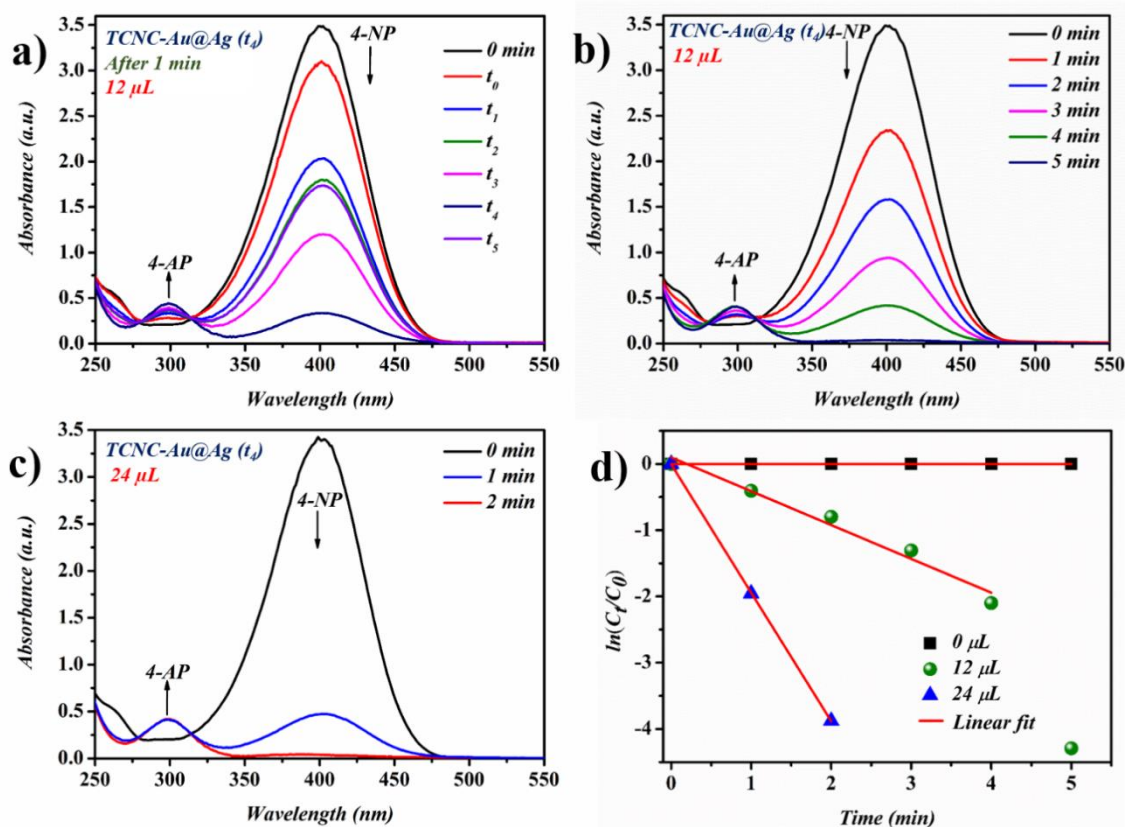 a)
TCNC-Au@Ag (t4)
After 1 min
12 μL
4-NP
4-AP
0 min
t0
t1
t2
t3
t4
t5
3.5
3.0
2.5
2.0
1.5
1.0
0.5
0.0
Absorbance (a.u.)
250 300 350 400 450 500 550
Wavelength (nm)
b)
TCNC-Au@Ag (t4)
12 μL
4-NP
4-AP
0 min
1 min
2 min
3 min
4 min
5 min
3.5
3.0
2.5
2.0
1.5
1.0
0.5
0.0
Absorbance (a.u.)
250 300 350 400 450 500 550
Wavelength (nm)
c)
TCNC-Au@Ag (t4)
24 μL
4-NP
4-AP
0 min
1 min
2 min
3.5
3.0
2.5
2.0
1.5
1.0
0.5
0.0
Absorbance (a.u.)
250 300 350 400 450 500 550
Wavelength (nm)
d)
0
-1
-2
-3
-4
ln(Ct/C0)
0 μL
12 μL
24 μL
Linear fit
0 1 2 3 4 5
Time (min)